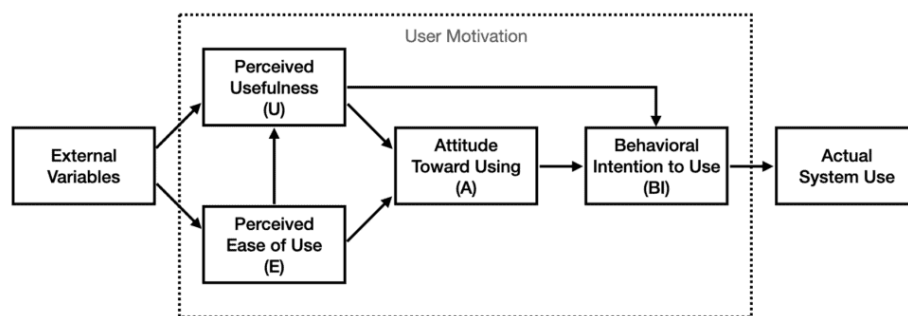 User Motivation
Perceived
Usefulness
(U)
External
Variables
Perceived
Ease of Use
(E)
Attitude
Toward Using
(A)
Behavioral
Intention to Use
(BI)
Actual
System Use